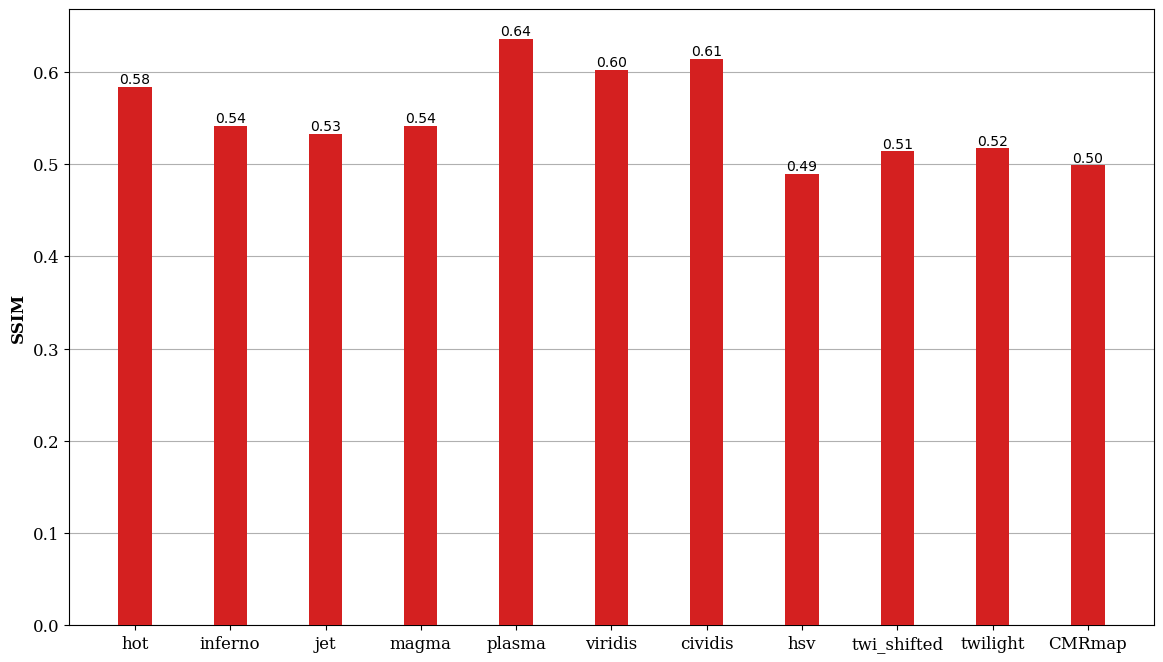 SSIM
0.6
0.5
0.4
0.3
0.2
0.1
0.0
0.58
0.54
0.53
0.54
0.64
0.60
0.61
0.49
0.51
0.52
0.50
hot
inferno
jet
magma
plasma
viridis
cividis
hsv
twi_shifted
twilight
CMRmap